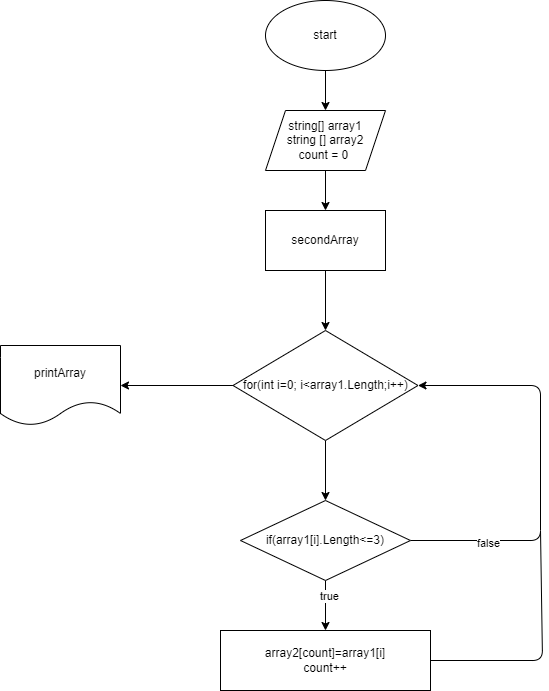 start
string[] array1
string [] array2
count = 0
secondArray
printArray
for(int i=0; i<array1.Length;i++)
if(array1[i].Length<=3)
false
true
array2[count]=array1[i]
count++